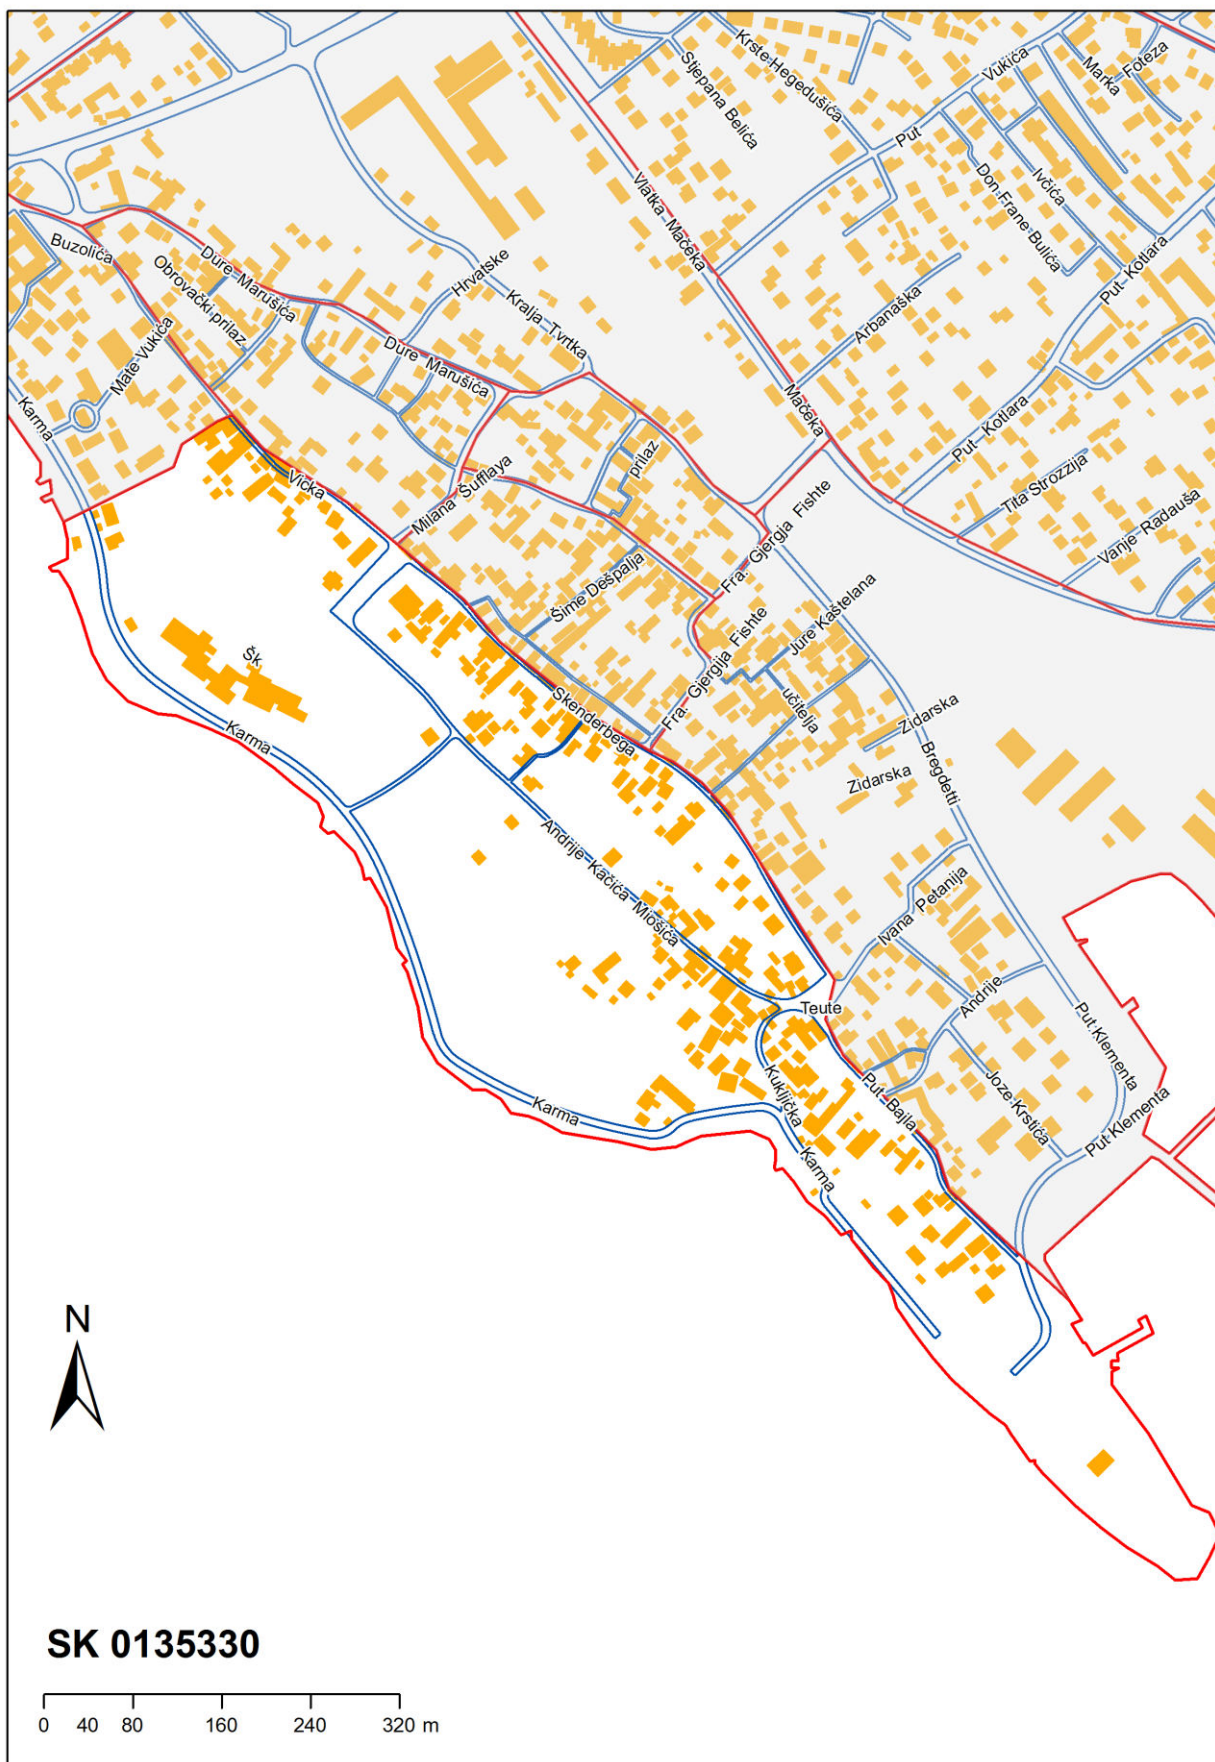 Krste Hegedušića
Stjepana Belića
Vukića
Put
Marka
Foteza
Ivčića
Don Frane Bulića
Vlatka Mačeka
Put Kotlara
Buzolića
Đure Marušića
Obrovački prilaz
Hrvatske
Kralja Tvrtka
Arbanaška
Mate Vukića
Đure Marušića
Karma
Mačeka
Put Kotlara
Tita Strozzija
Vanje Radauša
prilaz
Milana Šufflaya
Vicka
Fra. Gjergja Fishte
Šime Dešpalja
Jure Kaštelana
Fra. Gjergija Fishte
učitelja
Šk
Skenderbega
Karma
Zidarska
Zidarska
Bregdetti
Andrije Kačića Miošića
Ivana Petanija
Andrije
Teute
Put Klementa
Kukljička
Put Bajla
Joze Krstića
Put Klementa
Karma
Karma
N
SK 0135330
0 40 80 160 240 320 m